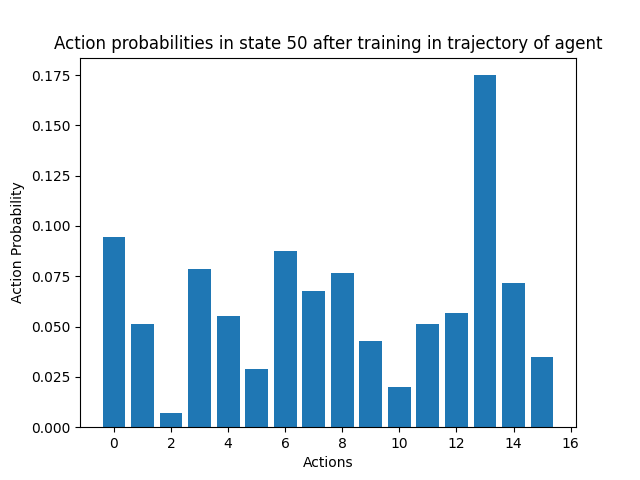 Action probabilities in state 50 after training in trajectory of agent
0.175
0.150
0.125
0.100
0.075
0.050
0.025
0.000
Action Probability
0 2 4 6 8 10 12 14 16
Actions